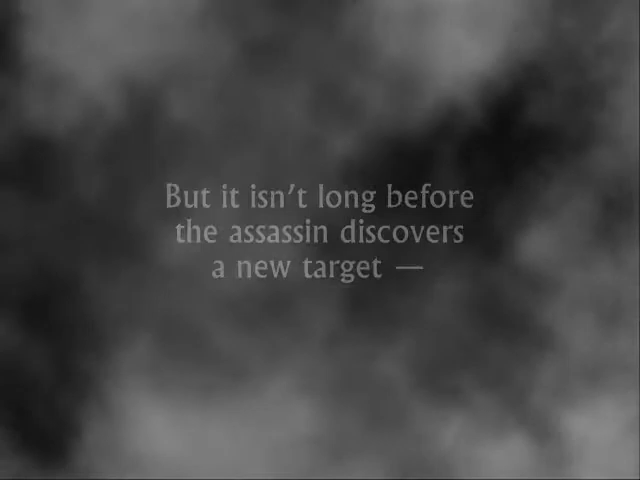 But it isn’t long before
the assassin discovers
a new target —